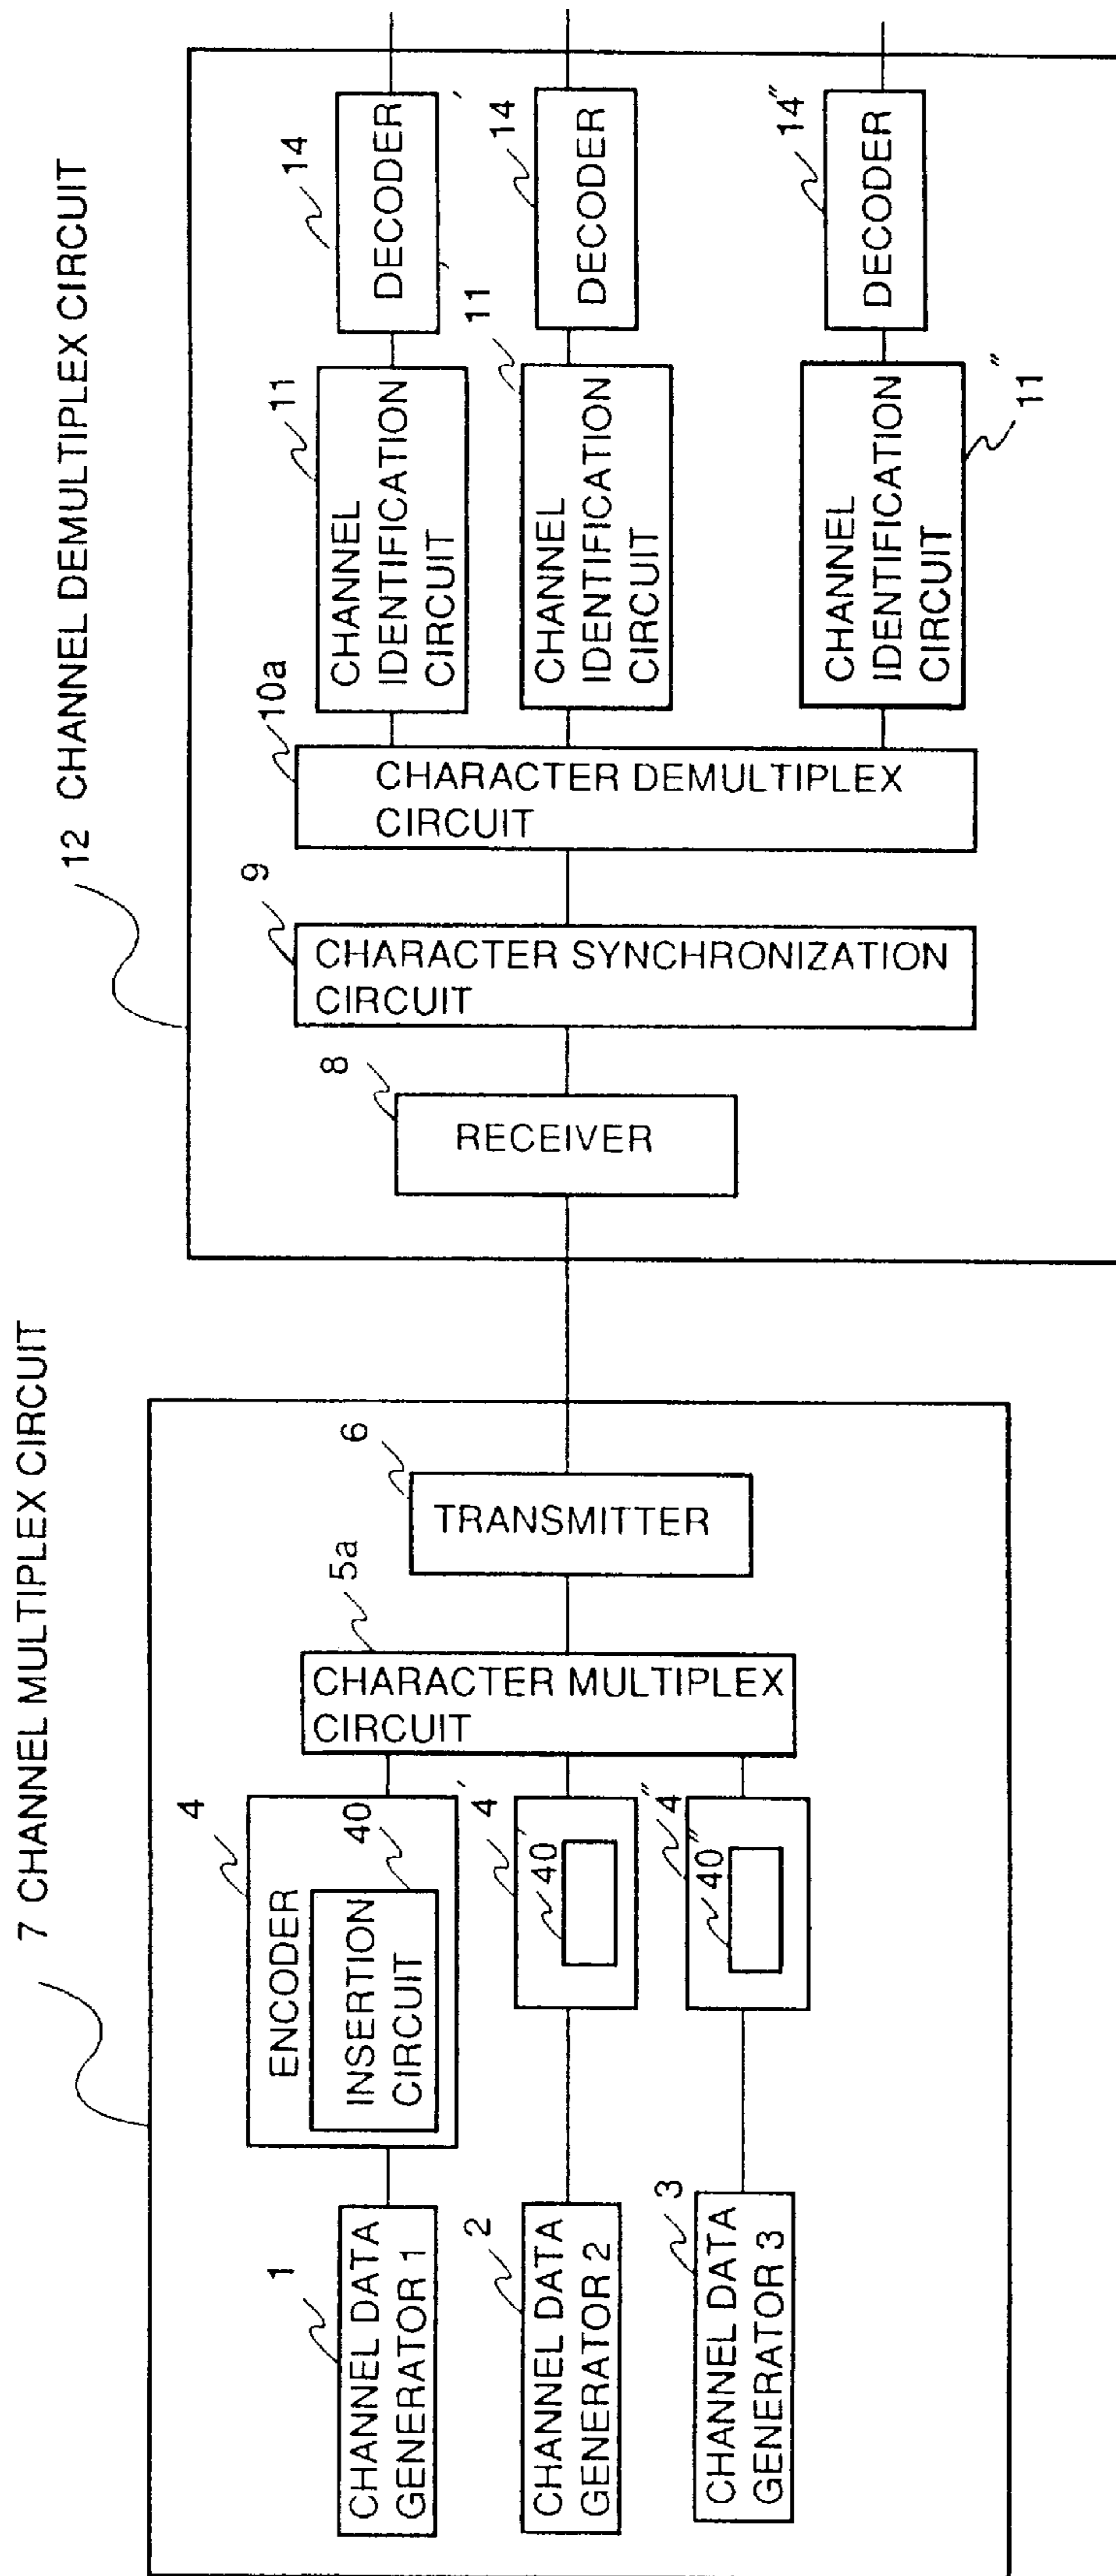 7 CHANNEL MULTIPLEX CIRCUIT
1
CHANNEL DATA
GENERATOR 1
2
CHANNEL DATA
GENERATOR 2
3
CHANNEL DATA
GENERATOR 3
4
ENCODER
40
INSERTION
CIRCUIT
4'
40'
4"
40"
5a
CHARACTER MULTIPLEX
CIRCUIT
6
TRANSMITTER
12 CHANNEL DEMULTIPLEX CIRCUIT
8
RECEIVER
9
CHARACTER SYNCHRONIZATION
CIRCUIT
10a
CHARACTER DEMULTIPLEX
CIRCUIT
11
CHANNEL
IDENTIFICATION
CIRCUIT
11'
CHANNEL
IDENTIFICATION
CIRCUIT
11"
CHANNEL
IDENTIFICATION
CIRCUIT
14
DECODER
14'
DECODER
14"
DECODER